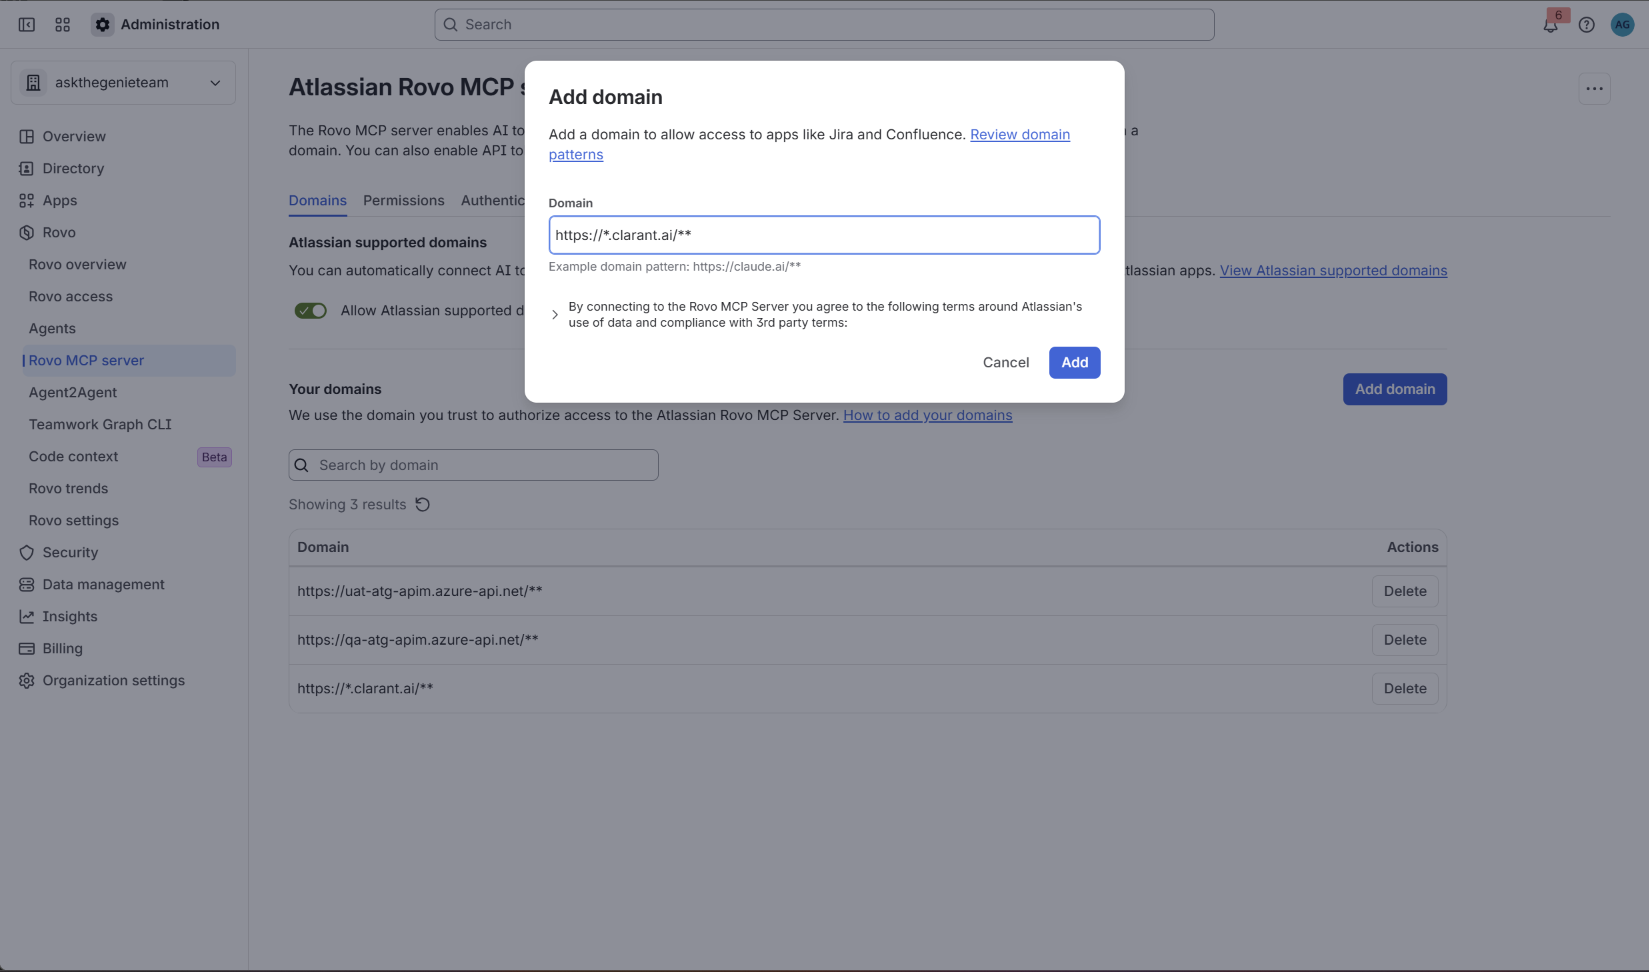 Administration
Search
6
AG
askthegenieteam
Overview
Directory
Apps
Rovo
Rovo overview
Rovo access
Agents
Rovo MCP server
Agent2Agent
Teamwork Graph CLI
Code context
Beta
Rovo trends
Rovo settings
Security
Data management
Insights
Billing
Organization settings
Atlassian Rovo MCP s
The Rovo MCP server enables AI to
a
domain. You can also enable API to
Domains Permissions Authentic
Atlassian supported domains
You can automatically connect AI to
tlassian apps. View Atlassian supported domains
Allow Atlassian supported d
Add domain
Add a domain to allow access to apps like Jira and Confluence. Review domain
patterns
Domain
https://*.clarant.ai/**
Example domain pattern: https://claude.ai/**
By connecting to the Rovo MCP Server you agree to the following terms around Atlassian's
use of data and compliance with 3rd party terms:
Cancel Add
Your domains
Add domain
We use the domain you trust to authorize access to the Atlassian Rovo MCP Server. How to add your domains
Search by domain
Showing 3 results
Domain Actions
https://uat-atg-apim.azure-api.net/** Delete
https://qa-atg-apim.azure-api.net/** Delete
https://*.clarant.ai/** Delete